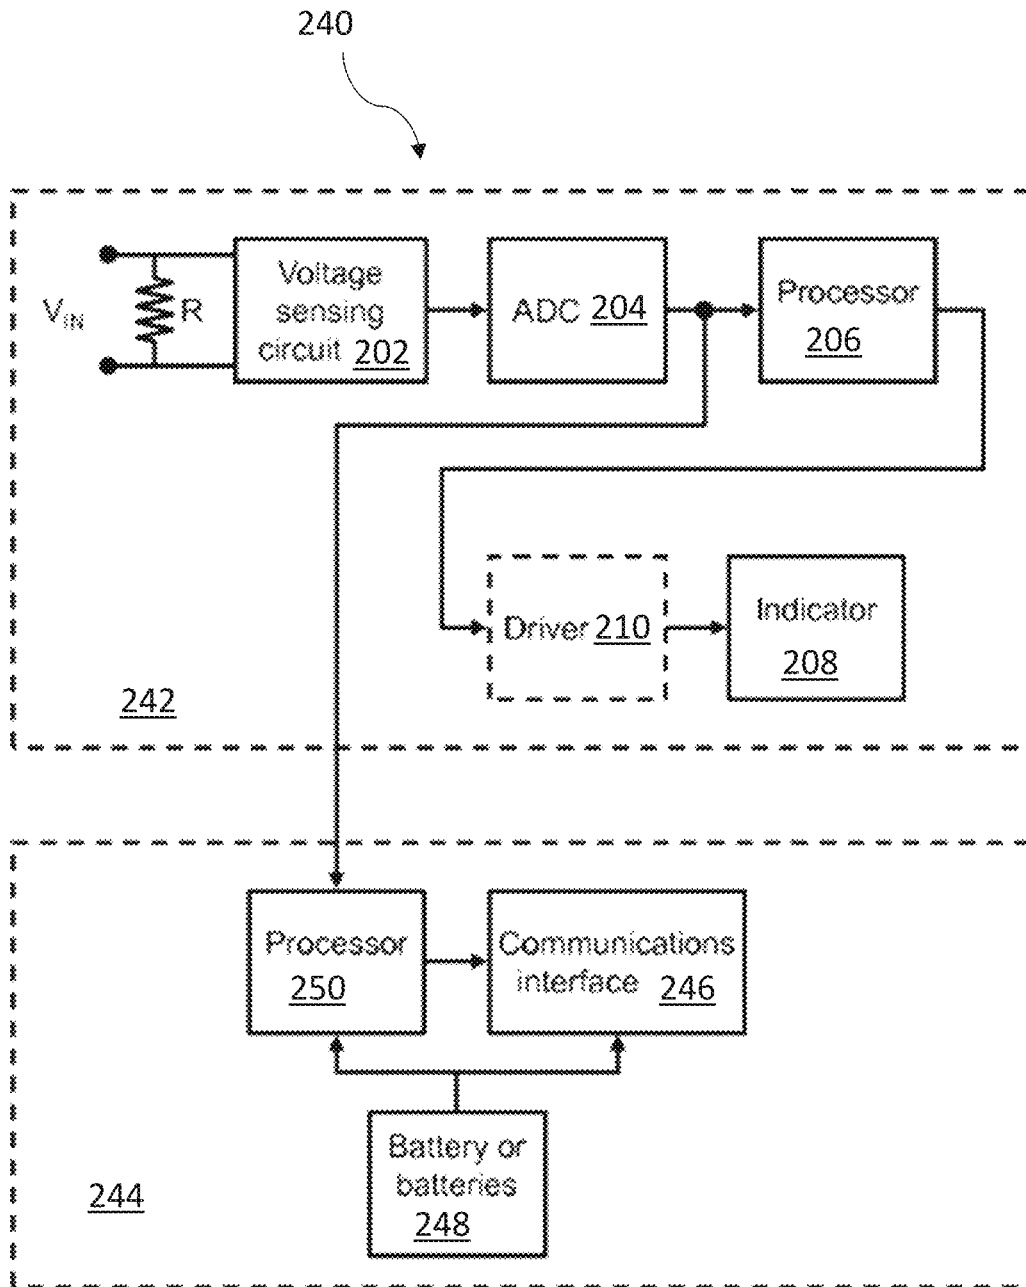 240
Voltage
sensing
circuit 202
ADC 204
Processor
206
V_IN
R
Driver 210
Indicator
208
242
Processor
250
Communications
interface 246
Battery or
batteries
248
244